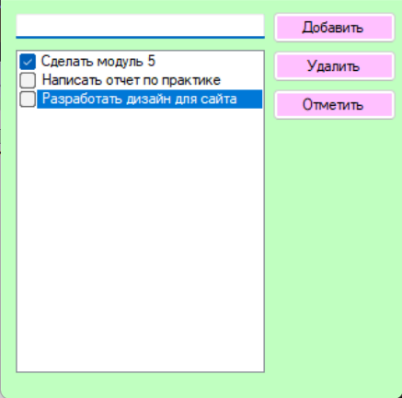 Добавить
Сделать модуль 5
Удалить
Написать отчет по практике
Разработать дизайн для сайта
Отметить